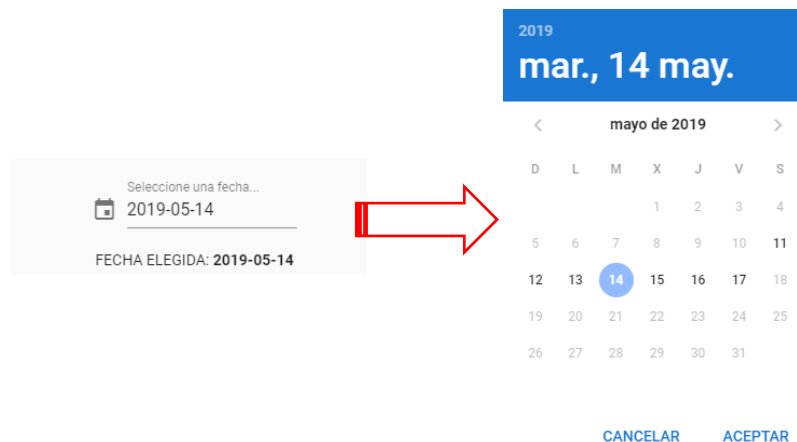 Seleccione una fecha...
2019-05-14
FECHA ELEGIDA: 2019-05-14
2019
mar., 14 may.
mayo de 2019
D L M X J V S
1 2 3 4
5 6 7 8 9 10 11
12 13 14 15 16 17 18
19 20 21 22 23 24 25
26 27 28 29 30 31
CANCELAR ACEPTAR